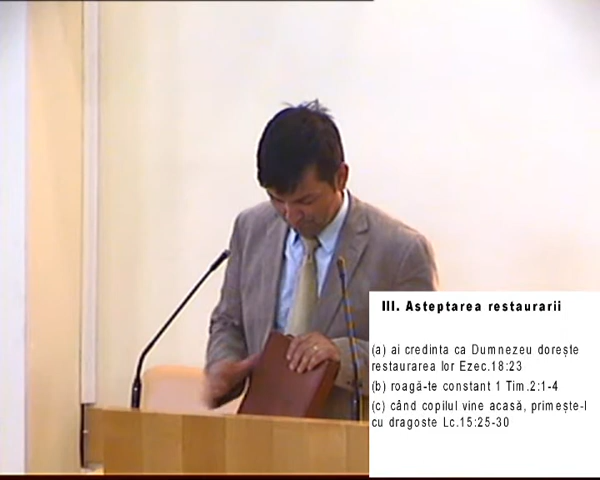 III. Asteptarea restaurarii
(a) ai credinta ca Dumnezeu dorește
restaurarea lor Ezec.18:23
(b) roagă-te constant 1 Tim.2:1-4
(c) când copilul vine acasă, primește-l
cu dragoste Lc.15:25-30